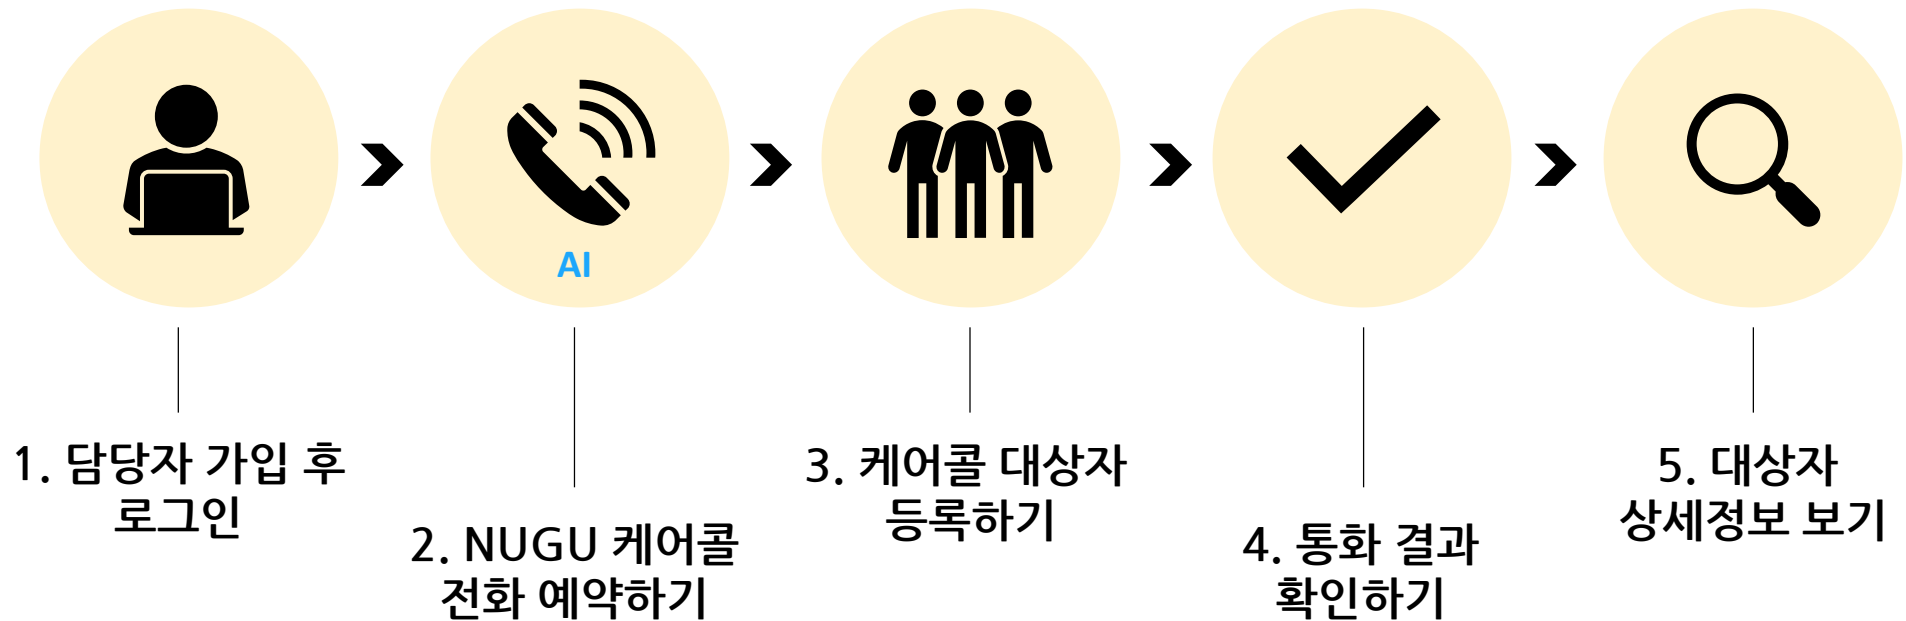 AI
1. 담당자 가입 후
로그인
2. NUGU 케어콜
전화 예약하기
3. 케어콜 대상자
등록하기
4. 통화 결과
확인하기
5. 대상자
상세정보 보기